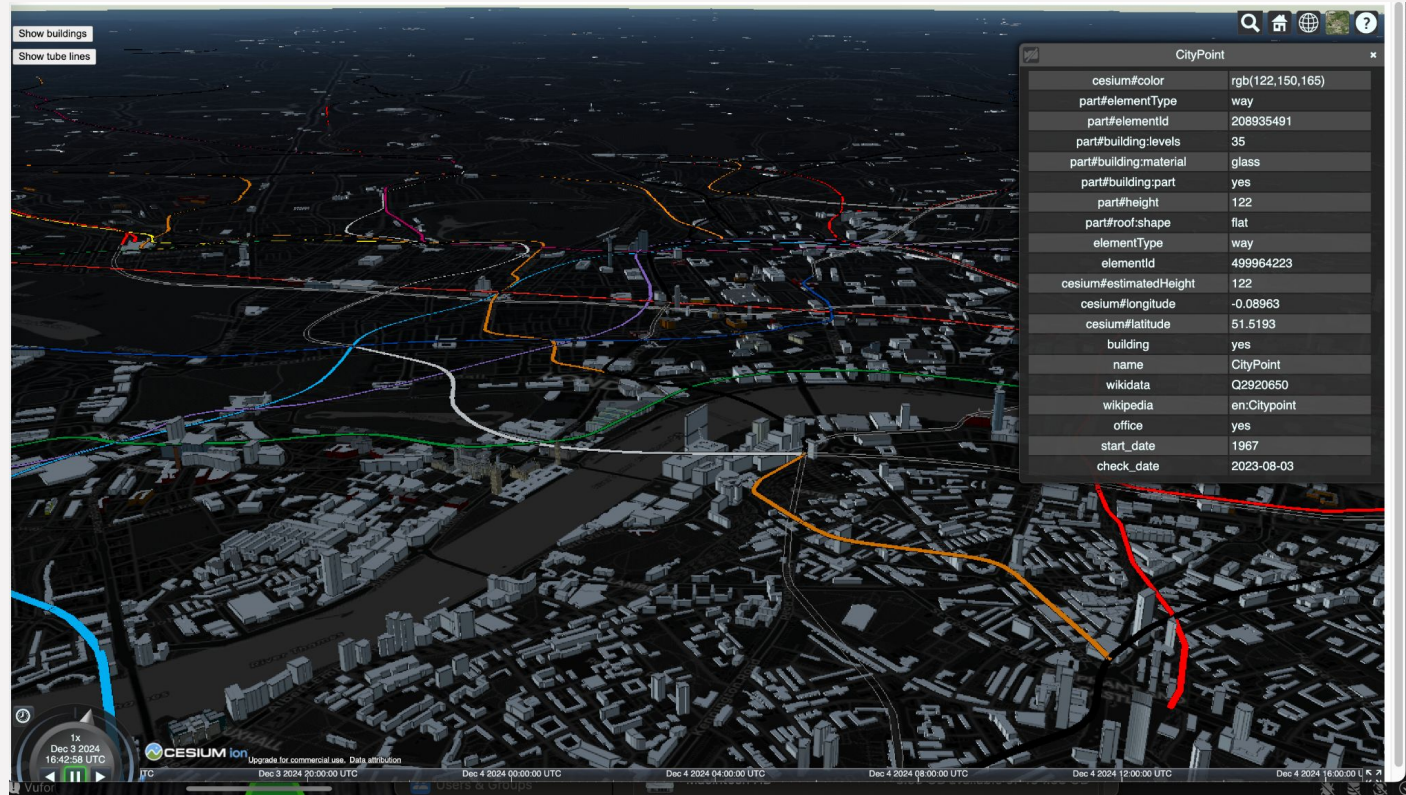 Show buildings
Show tube lines
?
CityPoint
×
cesium#color rgb(122,150,165)
part#elementType way
part#elementId 208935491
part#building:levels 35
part#building:material glass
part#building:part yes
part#height 122
part#roof:shape flat
elementType way
elementId 499964223
cesium#estimatedHeight 122
cesium#longitude -0.08963
cesium#latitude 51.5193
building yes
name CityPoint
wikidata Q2920650
wikipedia en:Citypoint
office yes
start_date 1967
check_date 2023-08-03
1x
Dec 3 2024
16:42:58 UTC
CESIUM ion
Upgrade for commercial use. Data attribution
TC Dec 3 2024 20:00:00 UTC Dec 4 2024 00:00:00 UTC Dec 4 2024 04:00:00 UTC Dec 4 2024 08:00:00 UTC Dec 4 2024 12:00:00 UTC Dec 4 2024 16:00:00 U
Vufor Users & Groups